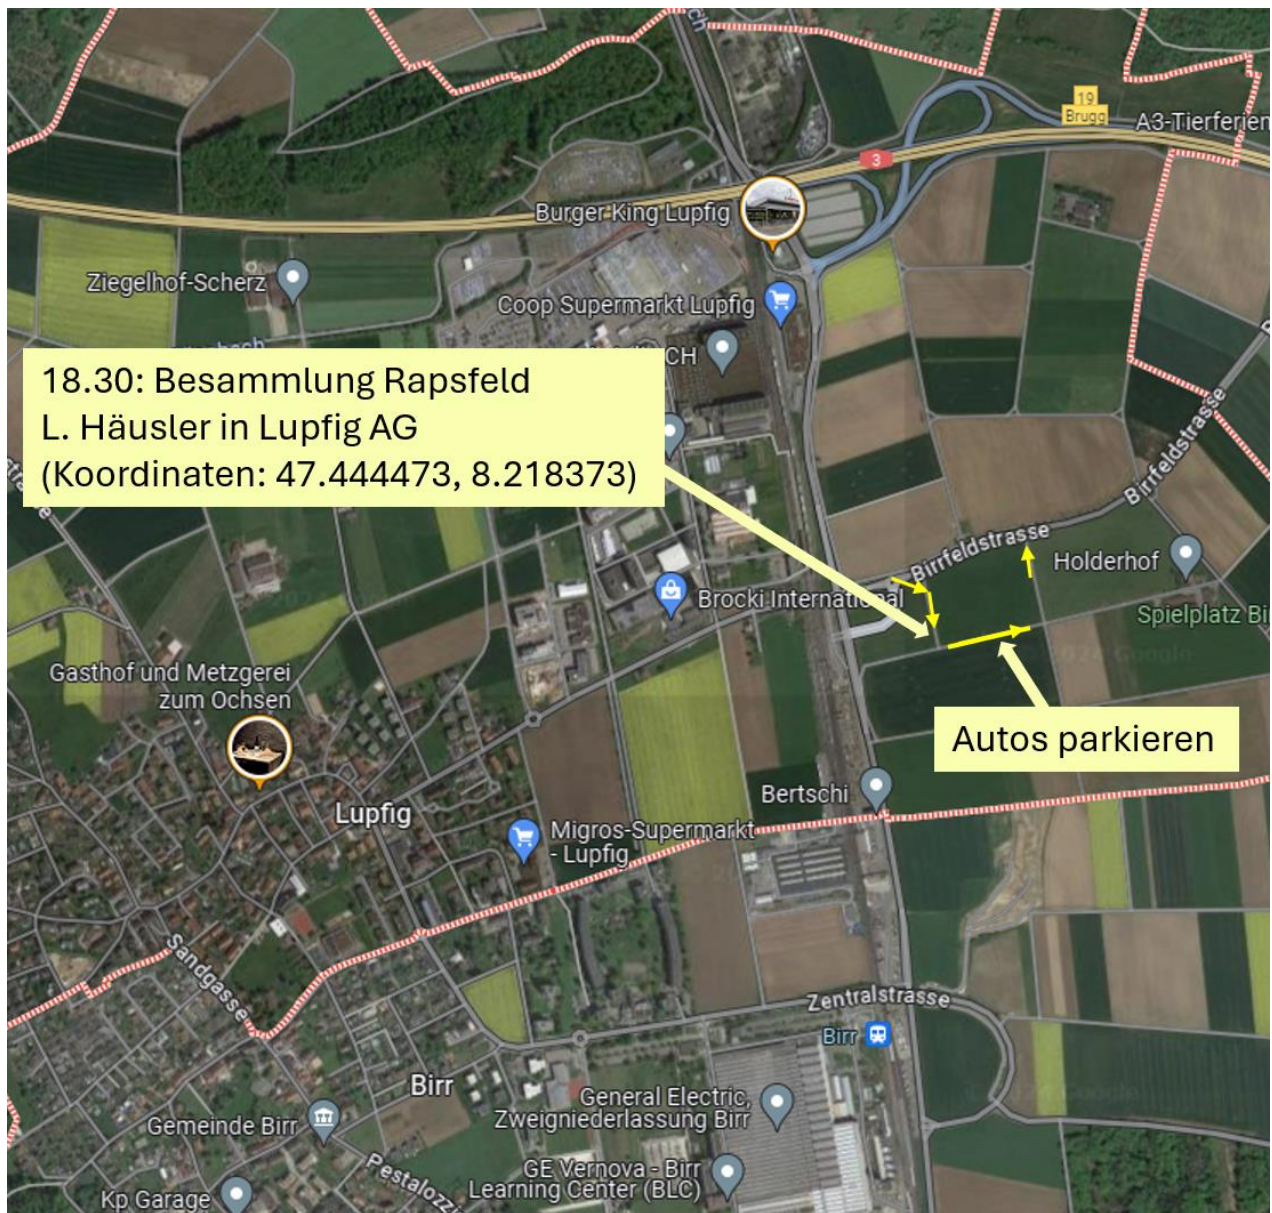 19
Brugg
A3-Tierferien
3
Burger King Lupfig
Ziegelhof-Scherz
Coop Supermarkt Lupfig
CH
18.30: Besammlung Rapsfeld
L. Häusler in Lupfig AG
(Koordinaten: 47.444473, 8.218373)
Birrfeldstrasse
Birrfeldstrasse
Holderhof
Brocki International
Spielplatz Bi
Gasthof und Metzgerei
zum Ochsen
Autos parkieren
Bertschi
Lupfig
Migros-Supermarkt
- Lupfig
Sandgasse
Zentralstrasse
Birr
Birr
General Electric,
Zweigniederlassung Birr
Gemeinde Birr
GE Vernova - Birr
Learning Center (BLC)
Pestalozzi
Kp Garage